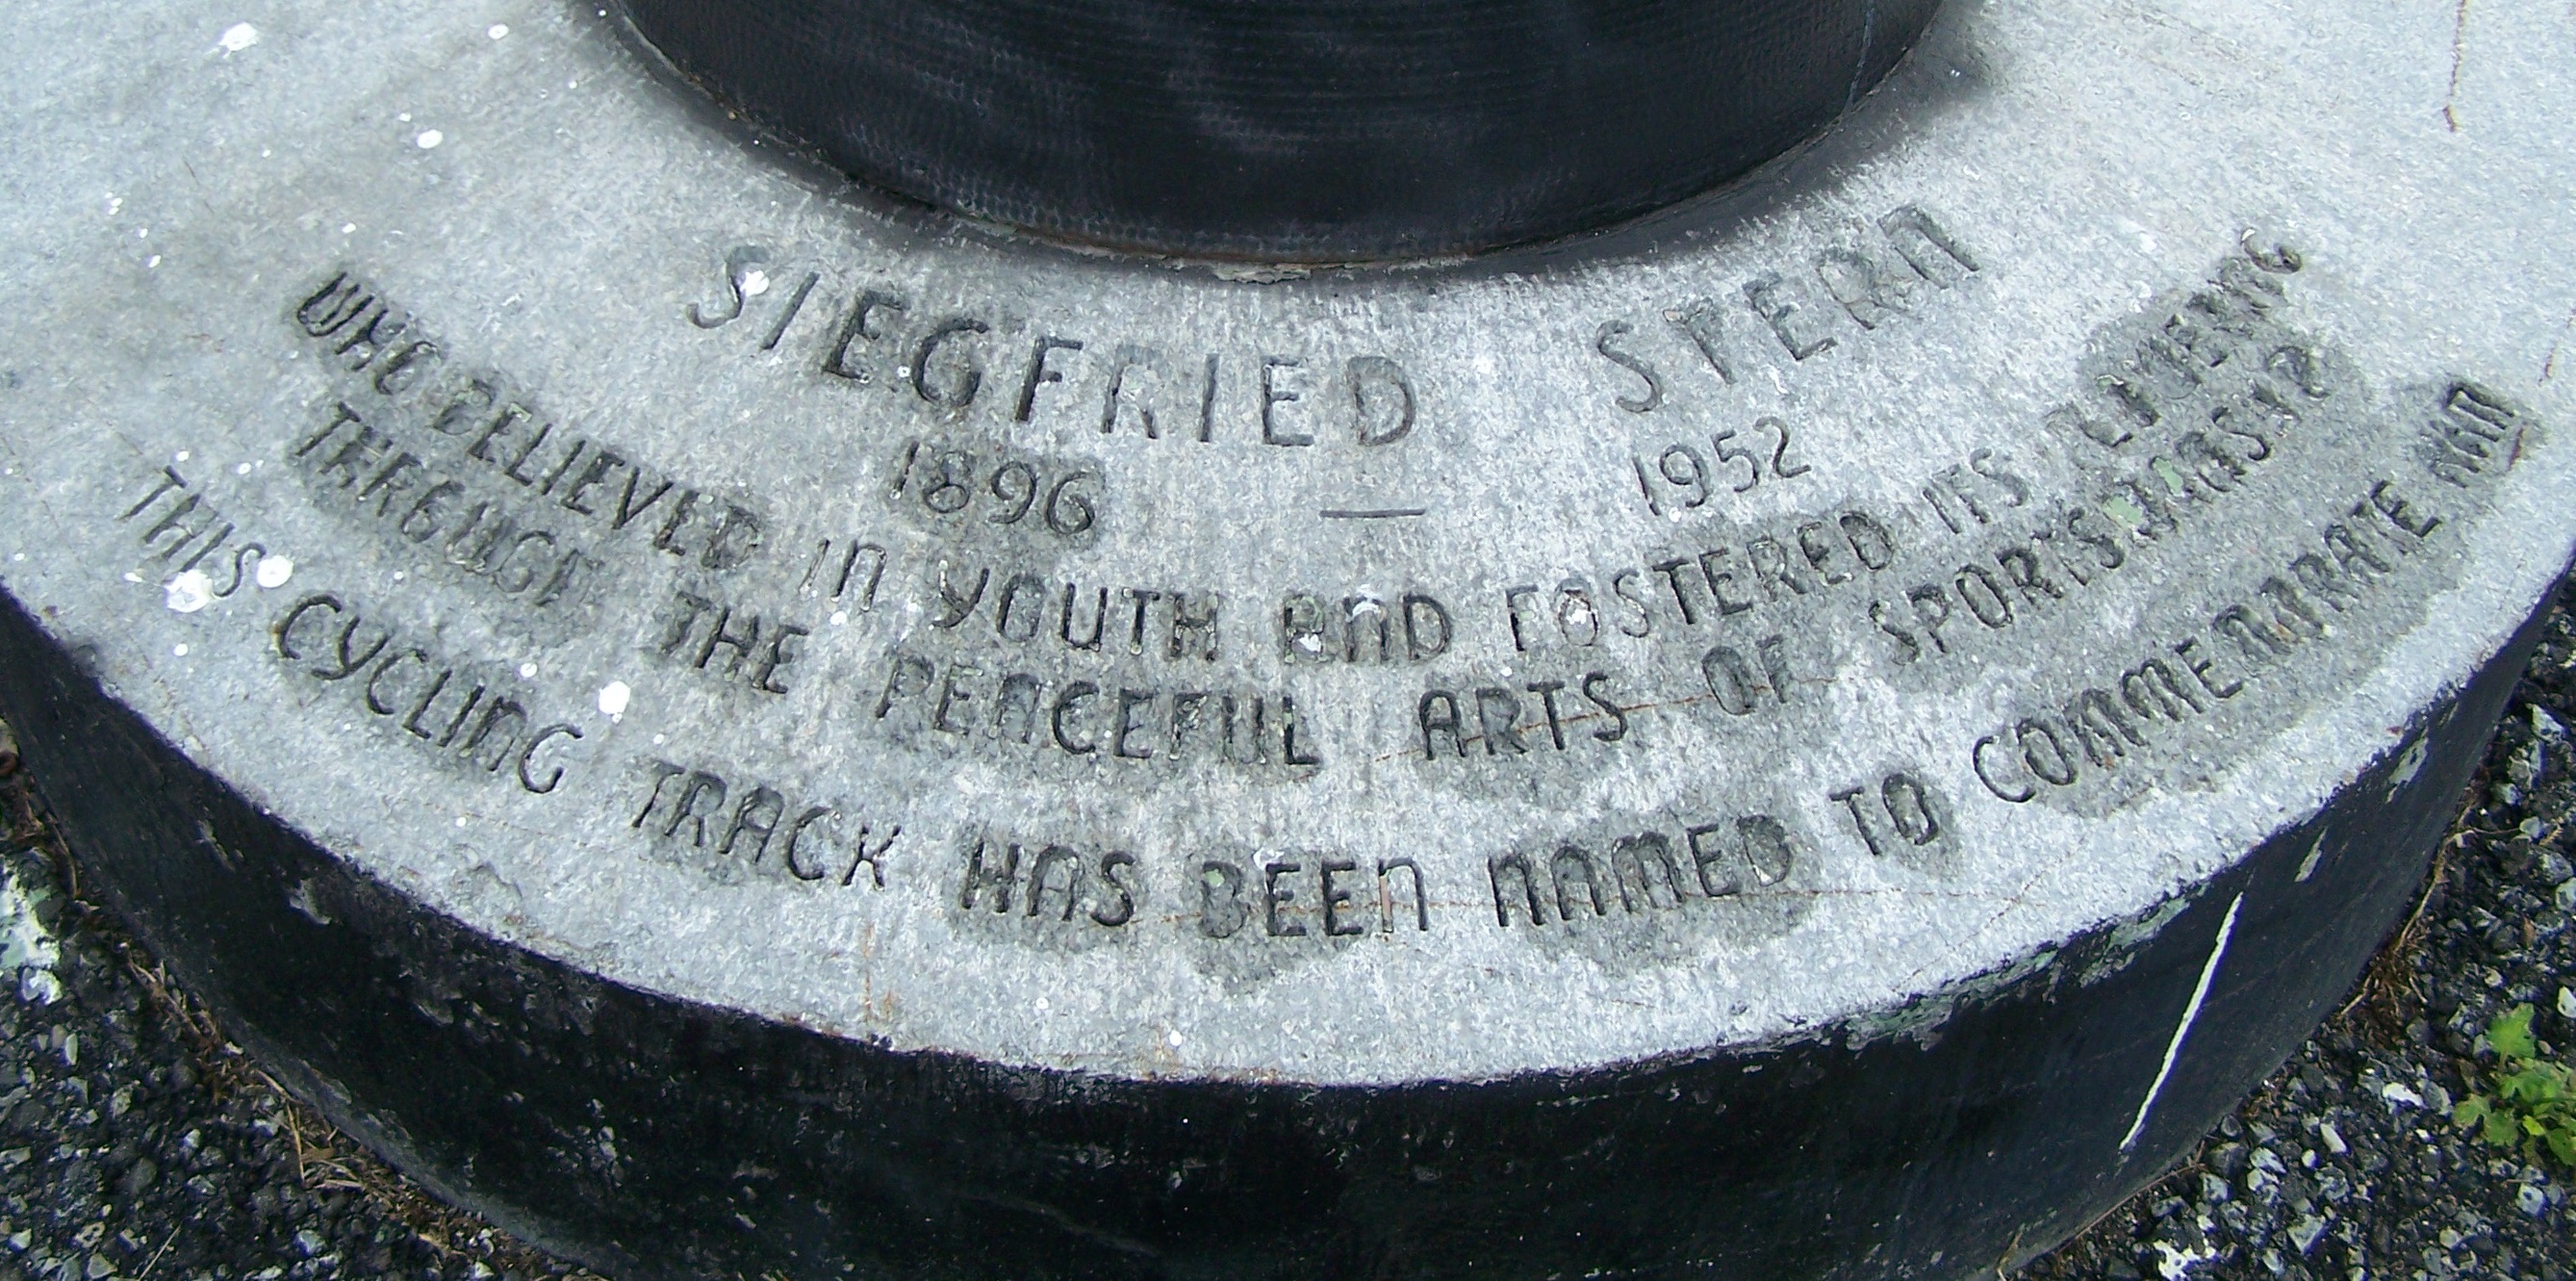 SIEGFRIED STERN
1896 — 1952
WHO BELIEVED IN YOUTH AND FOSTERED ITS
THROUGH THE PEACEFUL ARTS OF SPORTSMANSHIP
THIS CYCLING TRACK HAS BEEN NAMED TO COMMEMORATE HIM